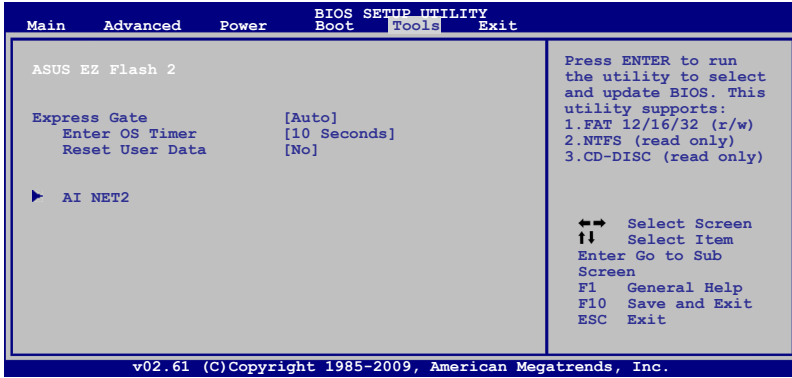 BIOS SETUP UTILITY
Main Advanced Power Boot Tools Exit
ASUS EZ Flash 2
Express Gate [Auto]
Enter OS Timer [10 Seconds]
Reset User Data [No]
AI NET2
Press ENTER to run
the utility to select
and update BIOS. This
utility supports:
1.FAT 12/16/32 (r/w)
2.NTFS (read only)
3.CD-DISC (read only)
Select Screen
Select Item
Enter Go to Sub
Screen
F1 General Help
F10 Save and Exit
ESC Exit
v02.61 (C)Copyright 1985-2009, American Megatrends, Inc.